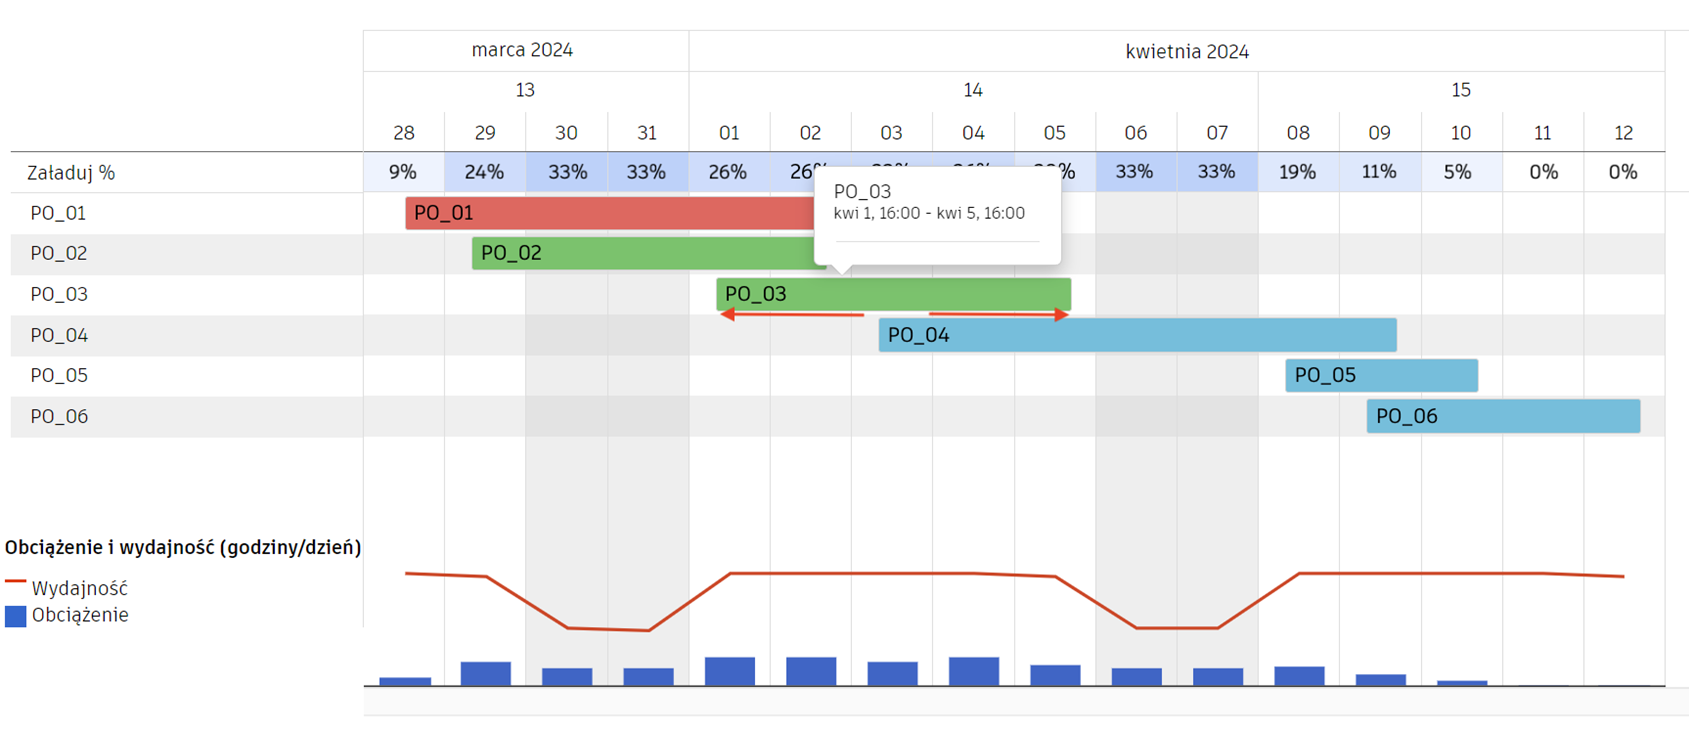 marca 2024 kwietnia 2024
13 14 15
28 29 30 31 01 02 03 04 05 06 07 08 09 10 11 12
Załaduj % 9% 24% 33% 33% 26% 33% 33% 19% 11% 5% 0% 0%
PO_03
kwi 1, 16:00 - kwi 5, 16:00
PO_01 PO_01
PO_02 PO_02
PO_03 PO_03
PO_04 PO_04
PO_05 PO_05
PO_06 PO_06
Obciążenie i wydajność (godziny/dzień)
Wydajność
Obciążenie